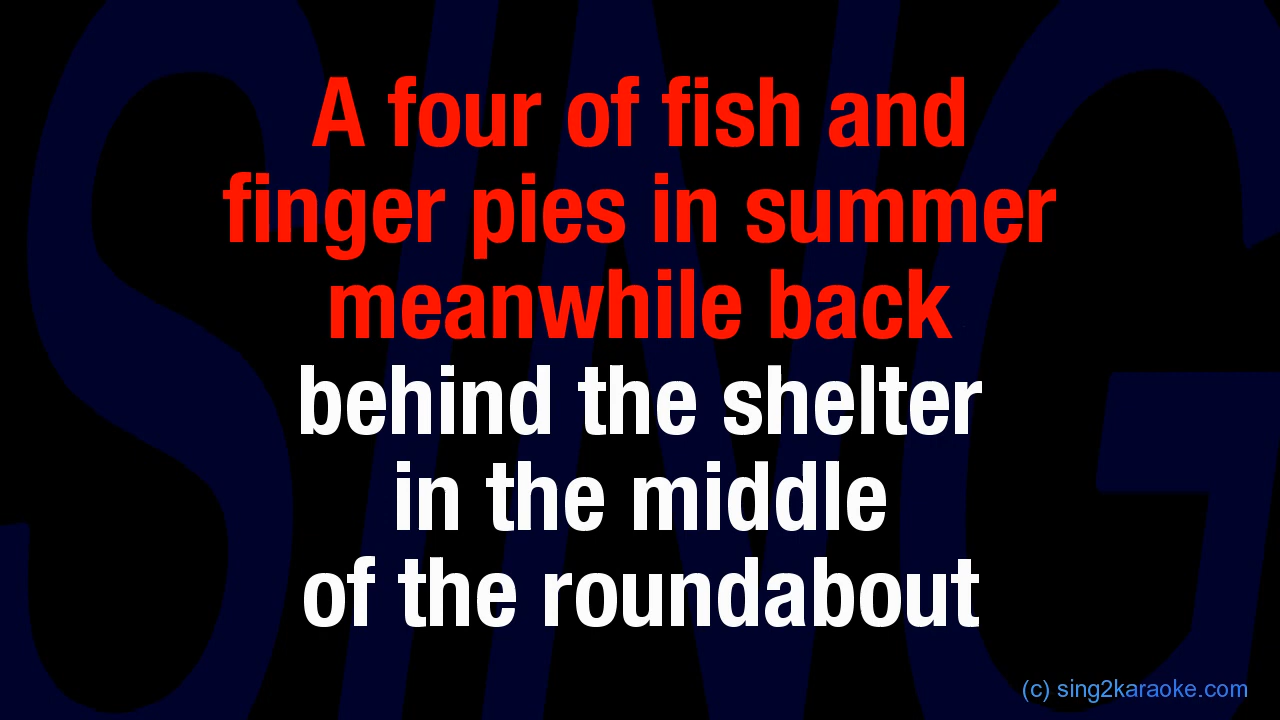 SING
A four of fish and
finger pies in summer
meanwhile back
behind the shelter
in the middle
of the roundabout
(c) sing2karaoke.com